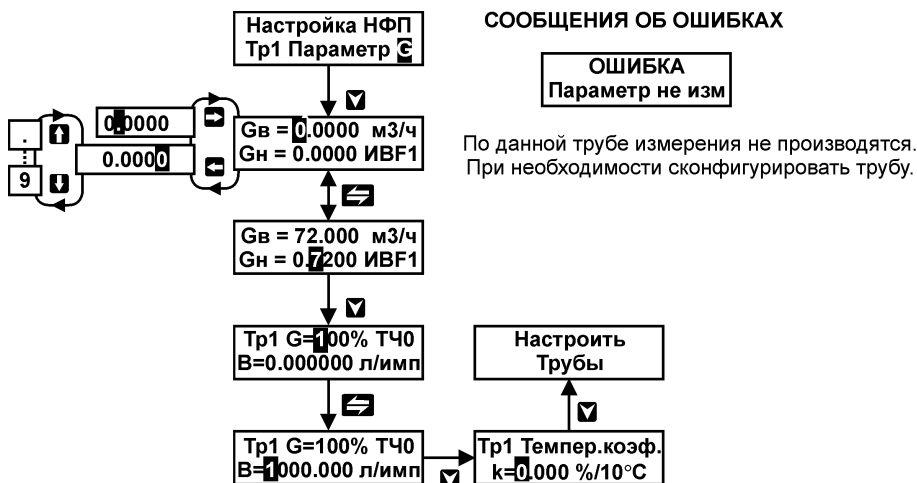 Настройка НФП
Тр1 Параметр G
СООБЩЕНИЯ ОБ ОШИБКАХ
ОШИБКА
Параметр не изм
По данной трубе измерения не производятся.
При необходимости сконфигурировать трубу.
.
9
0.0000
0.0000
Gв = 0.0000 м3/ч
Gн = 0.0000 ИВF1
Gв = 72.000 м3/ч
Gн = 0.7200 ИВF1
Тр1 G=100% ТЧ0
В=0.000000 л/имп
Настроить
Трубы
Тр1 G=100% ТЧ0
В=1000.000 л/имп
Тр1 Темпер.коэф.
k=0.000 %/10°C